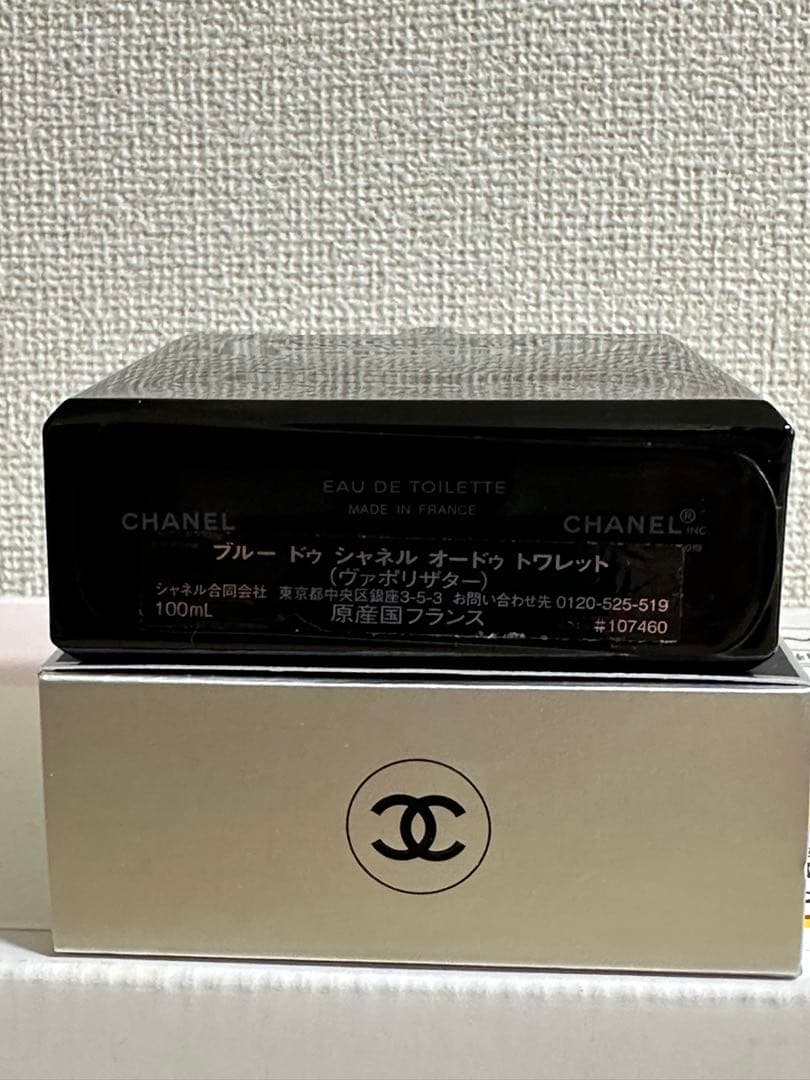 EAU DE TOILETTE
MADE IN FRANCE
CHANEL CHANEL® INC
ブルー ドゥ シャネル オードゥ トワレット
(ヴァポリザター)
シャネル合同会社 東京都中央区銀座3-5-3 お問い合わせ先 0120-525-519
100mL 原産国フランス #107460